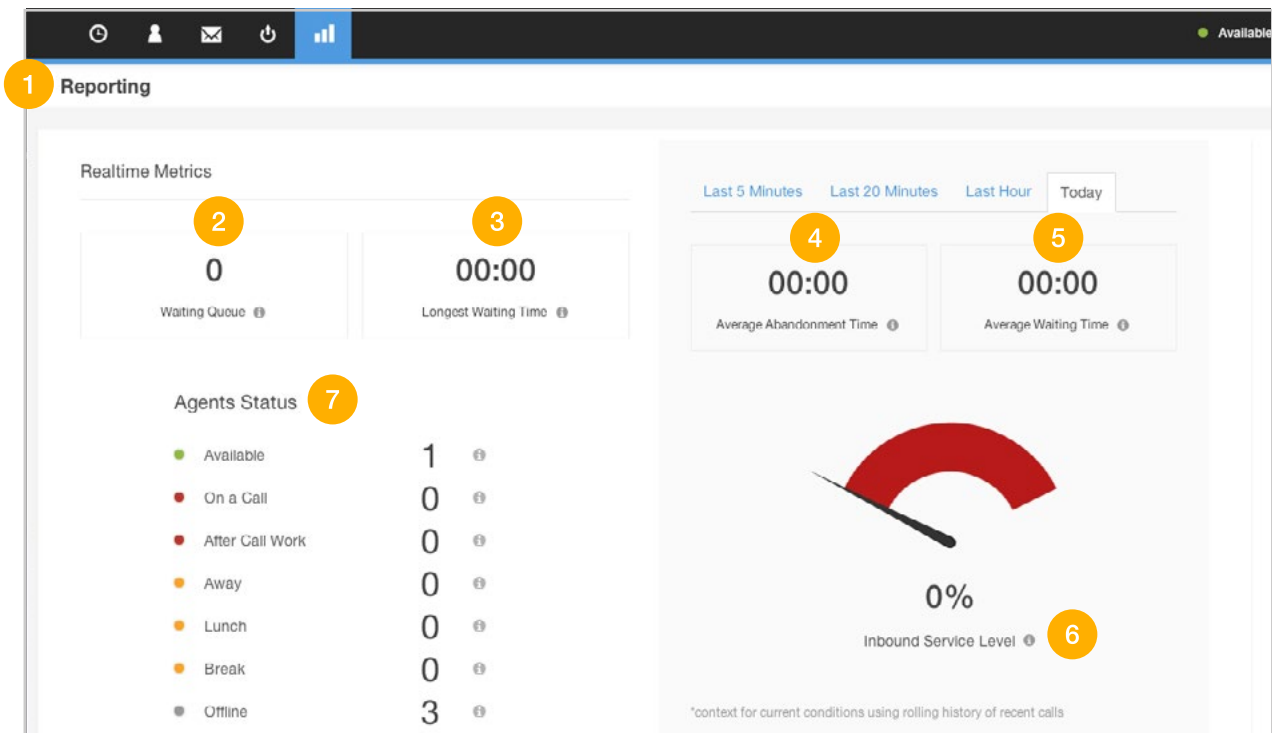 Available
1 Reporting
Realtime Metrics
2
0
Waiting Queue
3
00:00
Longest Waiting Time
Last 5 Minutes Last 20 Minutes Last Hour Today
4
00:00
Average Abandonment Time
5
00:00
Average Waiting Time
Agents Status 7
Available 1
On a Call 0
After Call Work 0
Away 0
Lunch 0
Break 0
Offline 3
0%
Inbound Service Level 6
*context for current conditions using rolling history of recent calls